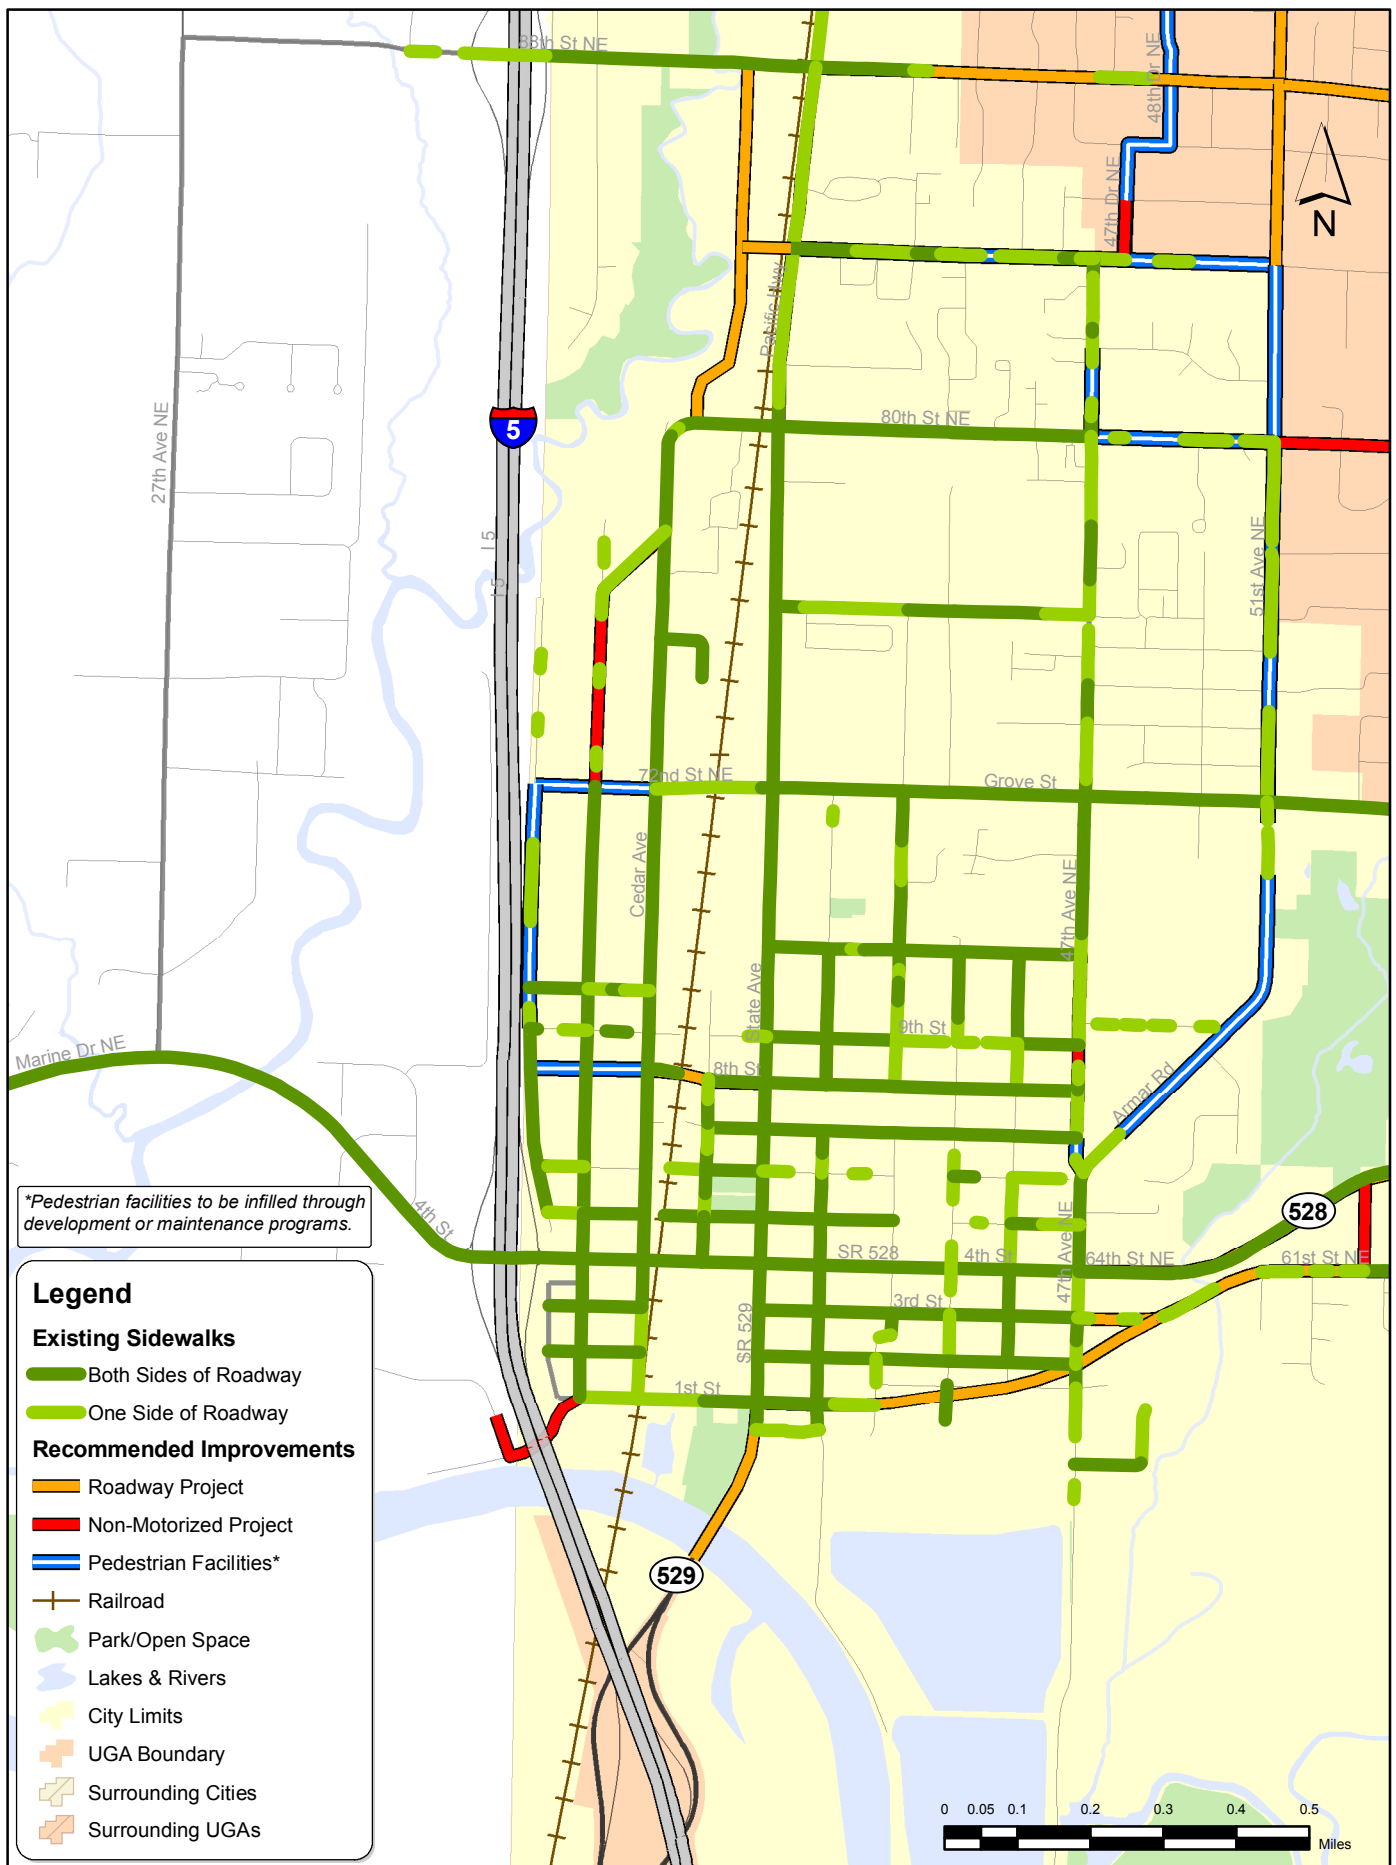 88th St NE
48th Dr NE
47th Dr NE
N
Pacific Hwy
80th St NE
5
27th Ave NE
I 5
I 5
51st Ave NE
72nd St NE
Grove St
Cedar Ave
47th Ave NE
State Ave
9th St
Marine Dr NE
8th St
Armar Rd
*Pedestrian facilities to be infilled through
development or maintenance programs.
4th St
528
SR 528
4th St
47th Ave NE
64th St NE
61st St NE
3rd St
SR 529
1st St
529
Legend
Existing Sidewalks
Both Sides of Roadway
One Side of Roadway
Recommended Improvements
Roadway Project
Non-Motorized Project
Pedestrian Facilities*
Railroad
Park/Open Space
Lakes & Rivers
City Limits
UGA Boundary
Surrounding Cities
Surrounding UGAs
0 0.05 0.1 0.2 0.3 0.4 0.5
Miles